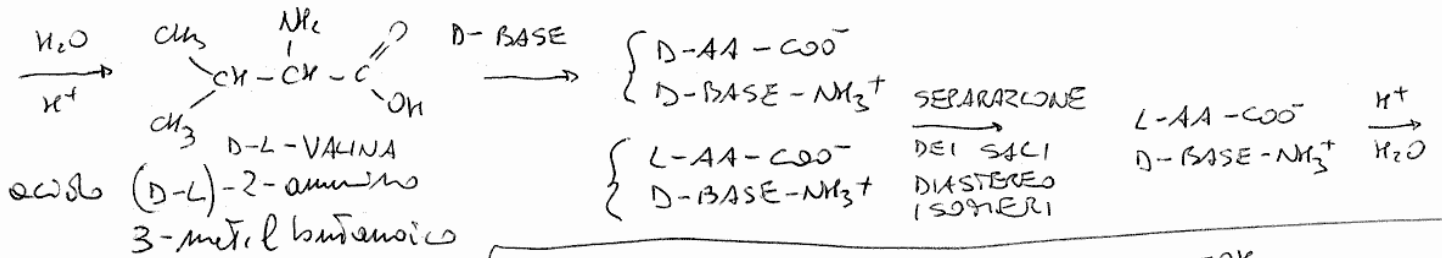 H2O
H+
CH3
CH3
NH2
CH - CH - C
O
OH
D-L-VALINA
acido (D-L)-2-ammino
3-metil butanoico
D-BASE
D-AA-COO-
D-BASE-NH3+
L-AA-COO-
D-BASE-NH3+
SEPARAZIONE
DEI SALI
DIASTEREO
ISOMERI
L-AA-COO-
D-BASE-NH3+
H+
H2O